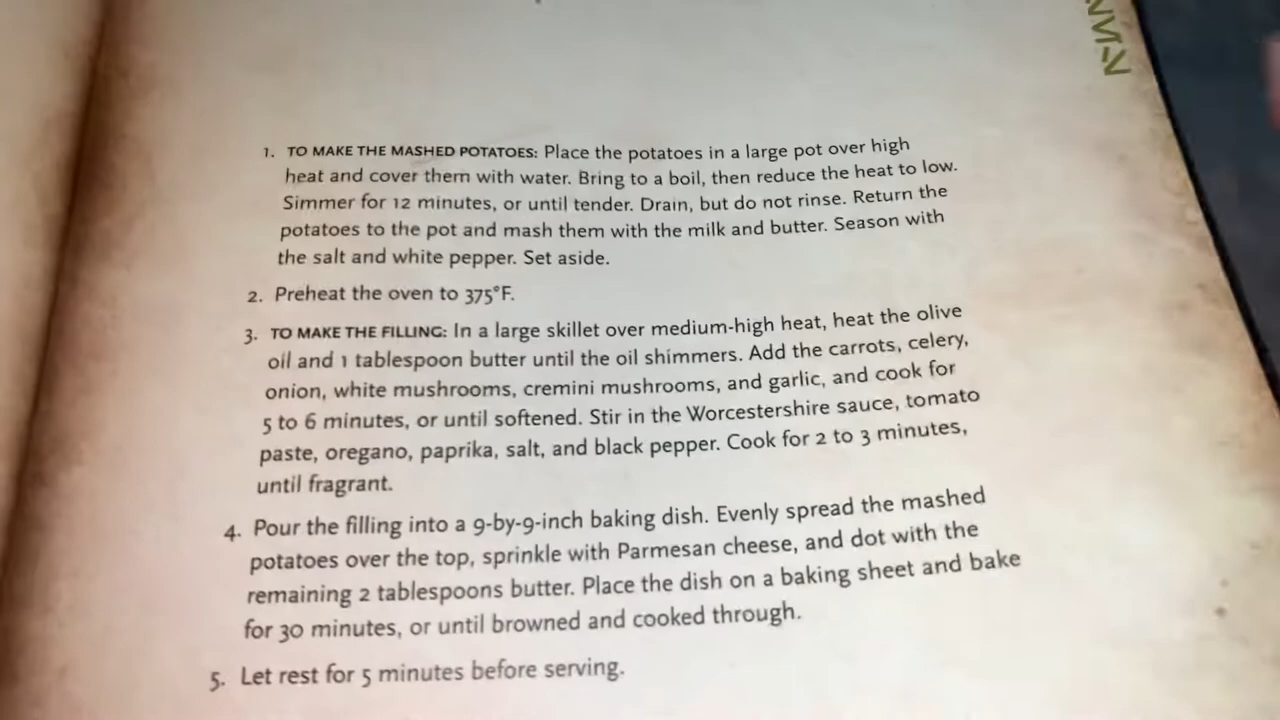 1. TO MAKE THE MASHED POTATOES: Place the potatoes in a large pot over high
heat and cover them with water. Bring to a boil, then reduce the heat to low.
Simmer for 12 minutes, or until tender. Drain, but do not rinse. Return the
potatoes to the pot and mash them with the milk and butter. Season with
the salt and white pepper. Set aside.
2. Preheat the oven to 375°F.
3. TO MAKE THE FILLING: In a large skillet over medium-high heat, heat the olive
oil and 1 tablespoon butter until the oil shimmers. Add the carrots, celery,
onion, white mushrooms, cremini mushrooms, and garlic, and cook for
5 to 6 minutes, or until softened. Stir in the Worcestershire sauce, tomato
paste, oregano, paprika, salt, and black pepper. Cook for 2 to 3 minutes,
until fragrant.
4. Pour the filling into a 9-by-9-inch baking dish. Evenly spread the mashed
potatoes over the top, sprinkle with Parmesan cheese, and dot with the
remaining 2 tablespoons butter. Place the dish on a baking sheet and bake
for 30 minutes, or until browned and cooked through.
5. Let rest for 5 minutes before serving.